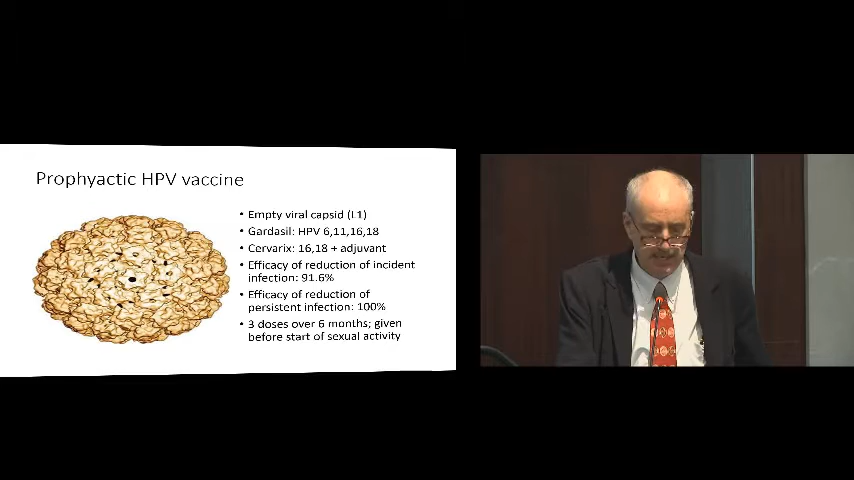 Prophyactic HPV vaccine
• Empty viral capsid (L1)
• Gardasil: HPV 6,11,16,18
• Cervarix: 16,18 + adjuvant
• Efficacy of reduction of incident
infection: 91.6%
• Efficacy of reduction of
persistent infection: 100%
• 3 doses over 6 months; given
before start of sexual activity